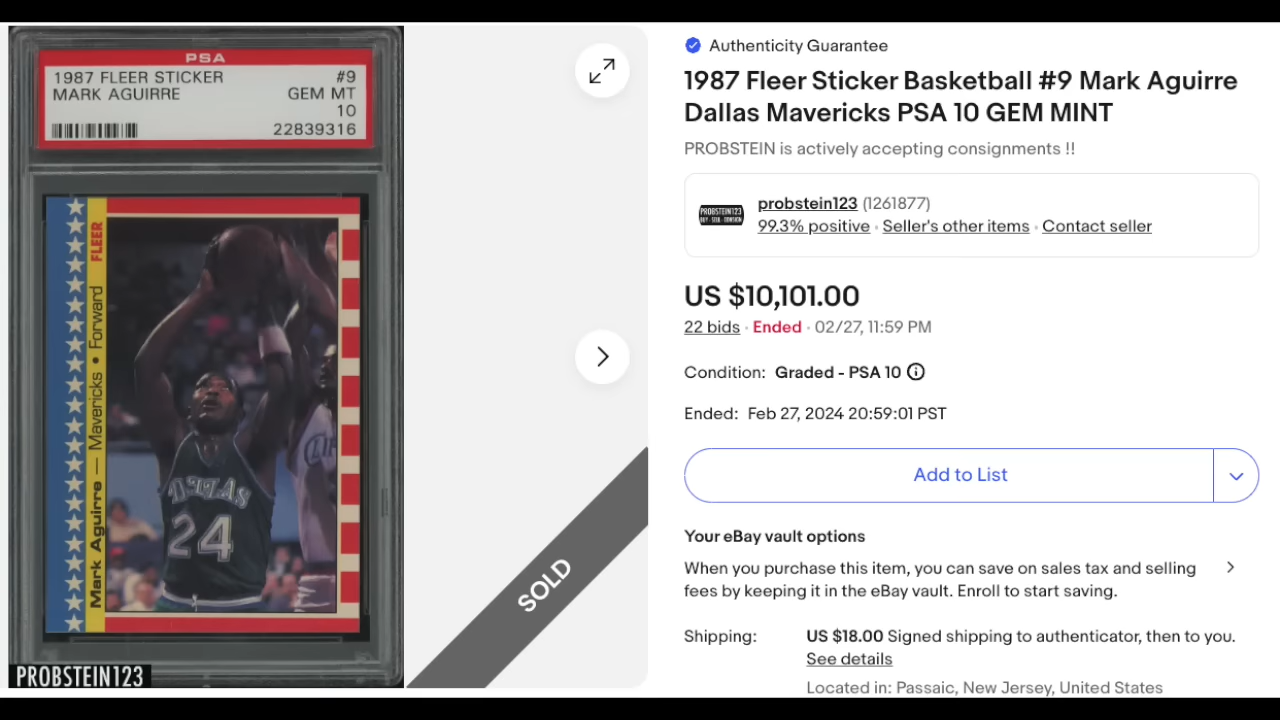 PSA
1987 FLEER STICKER #9
MARK AGUIRRE GEM MT
10
22839316
FLEER
Mark Aguirre — Mavericks • Forward
DALLAS
24
PROBSTEIN123
SOLD
Authenticity Guarantee
1987 Fleer Sticker Basketball #9 Mark Aguirre
Dallas Mavericks PSA 10 GEM MINT
PROBSTEIN is actively accepting consignments !!
PROBSTEIN123
BUY - SELL - CONSIGN
probstein123 (1261877)
99.3% positive · Seller's other items · Contact seller
US $10,101.00
22 bids · Ended · 02/27, 11:59 PM
Condition: Graded - PSA 10
Ended: Feb 27, 2024 20:59:01 PST
Add to List
Your eBay vault options
When you purchase this item, you can save on sales tax and selling
fees by keeping it in the eBay vault. Enroll to start saving.
Shipping: US $18.00 Signed shipping to authenticator, then to you.
See details
Located in: Passaic, New Jersey, United States